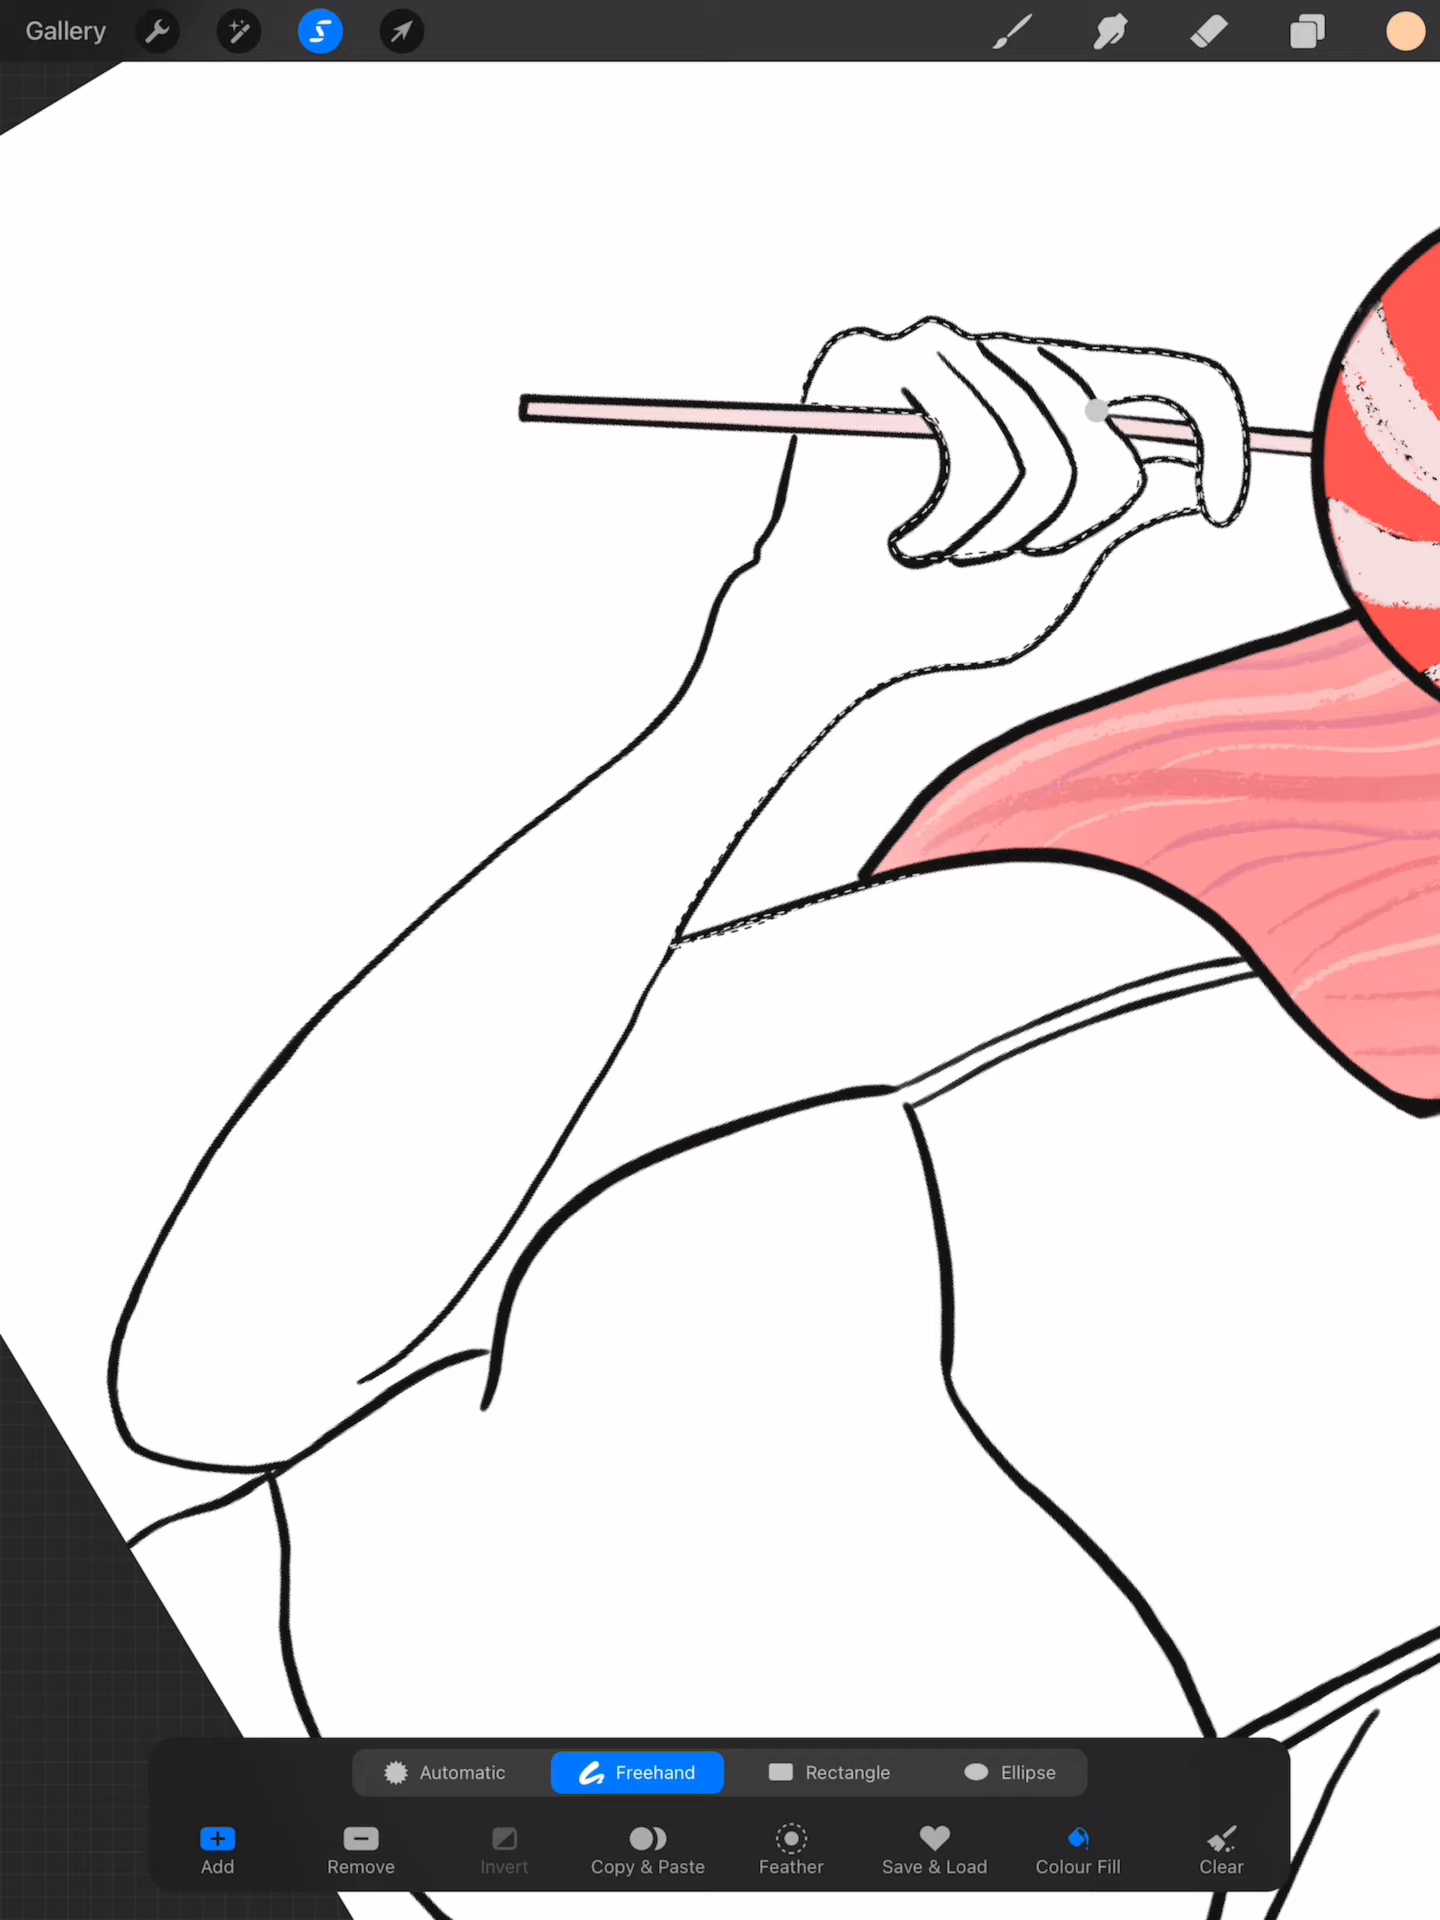 Gallery
Automatic Freehand Rectangle Ellipse
Add Remove Invert Copy & Paste Feather Save & Load Colour Fill Clear